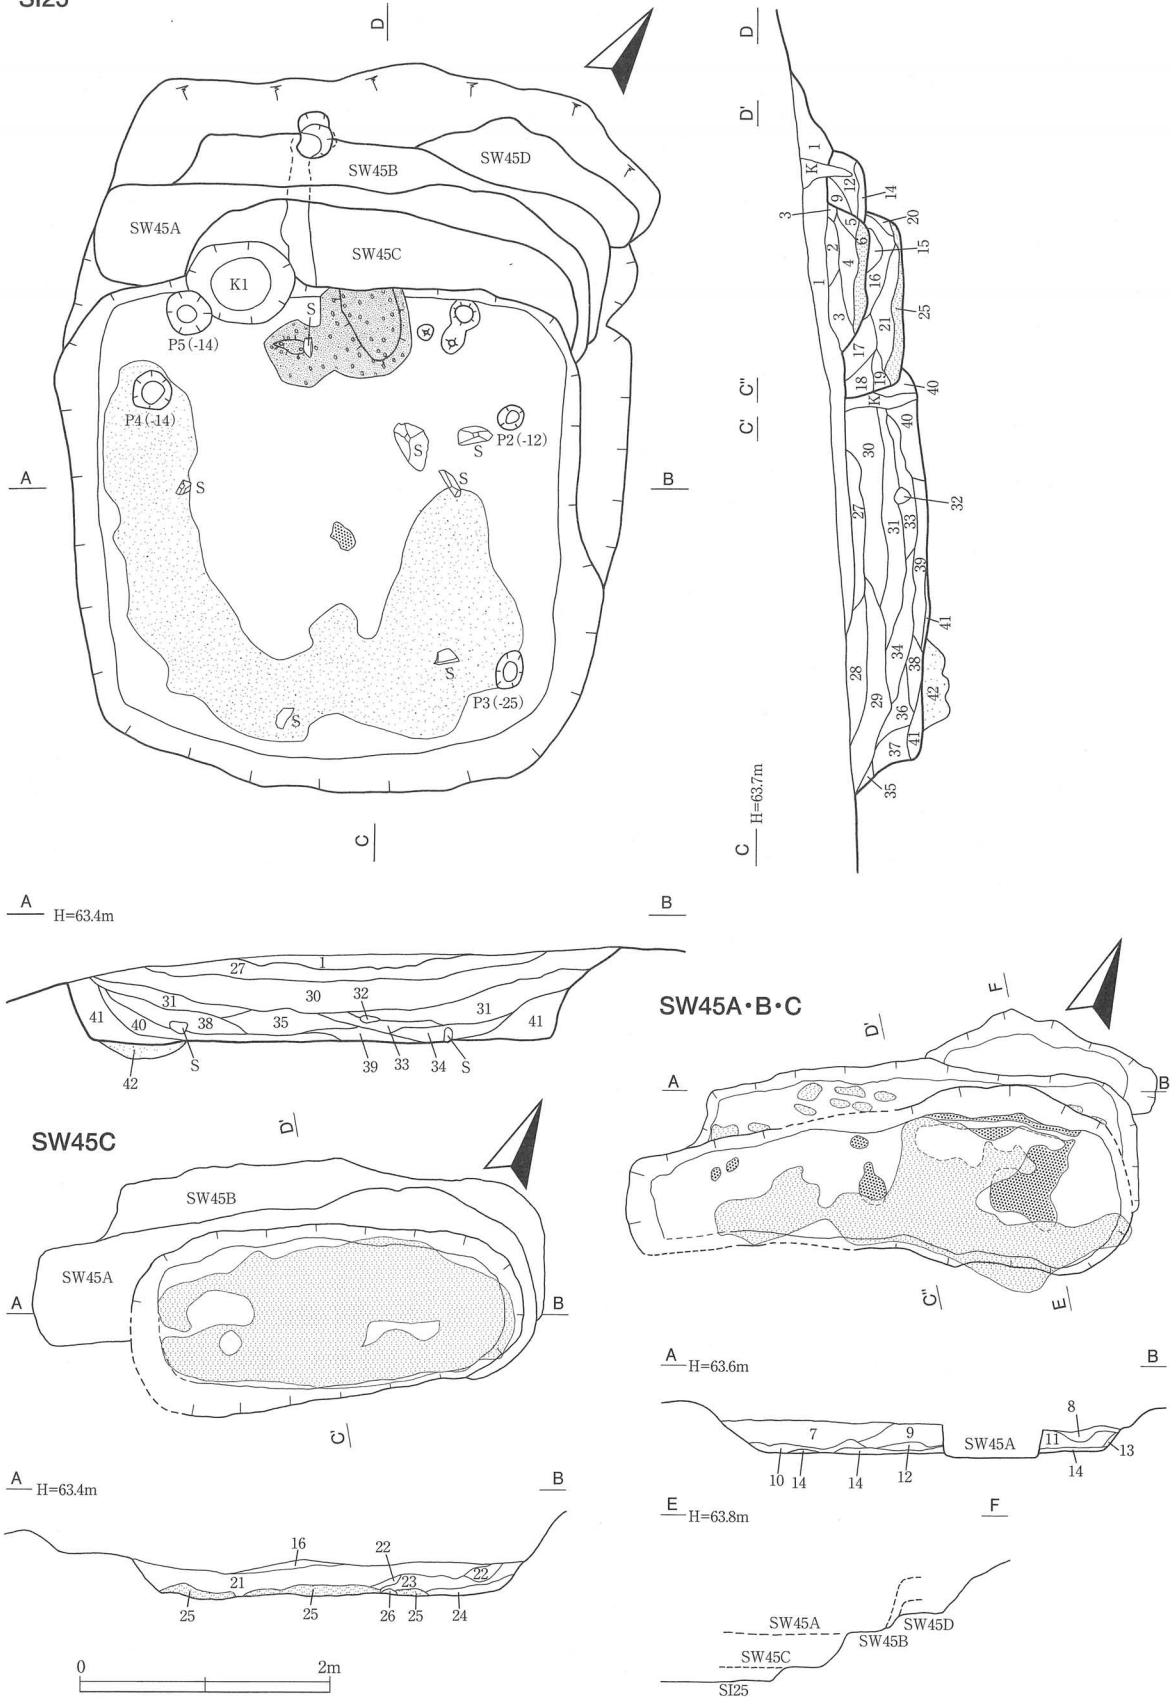 SI25
D
SW45B
SW45D
SW45A
SW45C
K1
S
P5(-14)
P4(-14)
S
S
P2(-12)
S
S
A
B
S
P3(-25)
S
C
D
D'
1
K
12
14
9
3
5
20
2
6
15
4
16
1
25
3
21
17
18
19
40
K
C''
C'
40
30
32
27
31
33
39
41
34
38
28
42
29
36
41
37
35
C H=63.7m
A H=63.4m
B
27
1
31
30
32
31
41
40
38
35
41
42
S
39
33
34
S
SW45C
D'
SW45B
SW45A
A
B
C'
A H=63.4m
B
16
22
21
23
22
25
25
26
25
24
0
2m
SW45A・B・C
F
D'
A
B
C''
E
A H=63.6m
B
8
7
9
SW45A
11
13
10
14
14
12
14
E H=63.8m
F
SW45A
SW45D
SW45B
SW45C
SI25